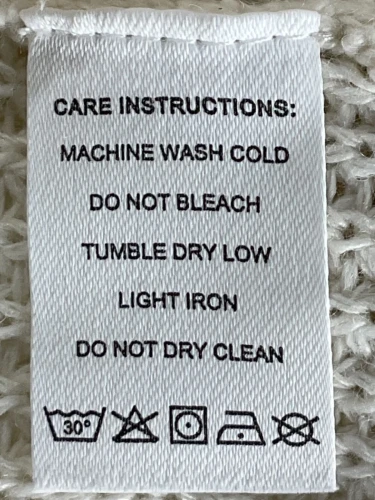 CARE INSTRUCTIONS:
MACHINE WASH COLD
DO NOT BLEACH
TUMBLE DRY LOW
LIGHT IRON
DO NOT DRY CLEAN
30°